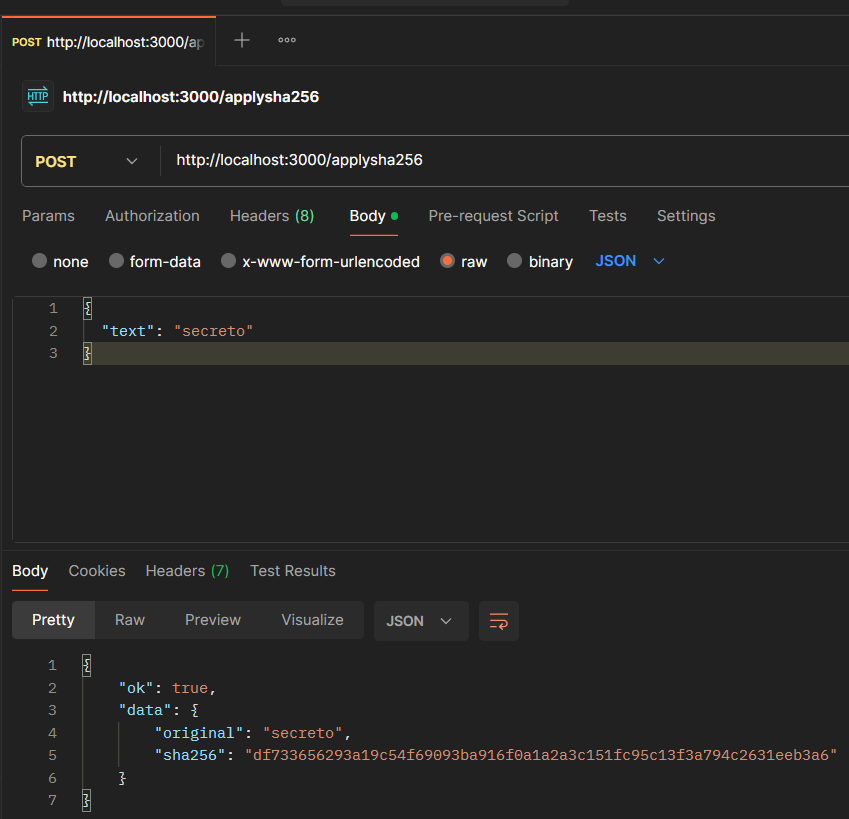 POST http://localhost:3000/ap
HTTP http://localhost:3000/applysha256
POST http://localhost:3000/applysha256
Params Authorization Headers (8) Body Pre-request Script Tests Settings
none form-data x-www-form-urlencoded raw binary JSON
1 {
2 "text": "secreto"
3 }
Body Cookies Headers (7) Test Results
Pretty Raw Preview Visualize JSON
1 {
2 "ok": true,
3 "data": {
4 "original": "secreto",
5 "sha256": "df733656293a19c54f69093ba916f0a1a2a3c151fc95c13f3a794c2631eeb3a6"
6 }
7 }